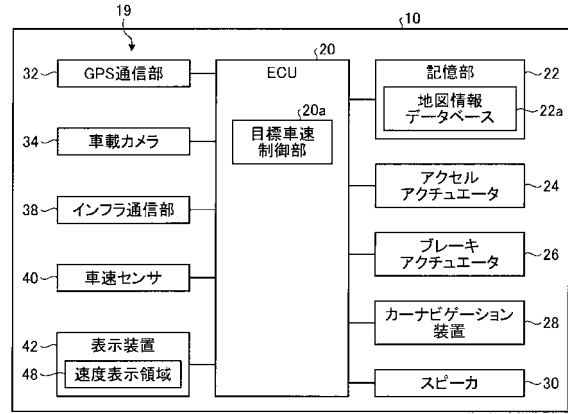 10
19
20
32
GPS通信部
ECU
記憶部
22
20a
地図情報
データベース
22a
34
車載カメラ
目標車速
制御部
アクセル
アクチュエータ
24
38
インフラ通信部
ブレーキ
アクチュエータ
26
40
車速センサ
カーナビゲーション
装置
28
42
表示装置
48
速度表示領域
スピーカ
30